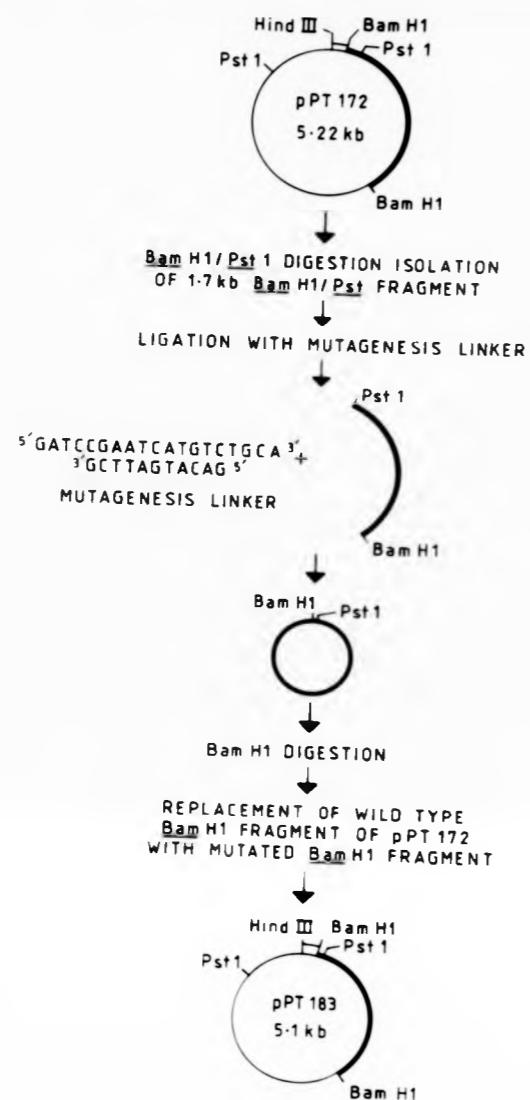 Hind III Bam H1
Pst 1 Pst 1
pPT 172
5·22 kb
Bam H1
Bam H1/Pst 1 DIGESTION ISOLATION
OF 1·7kb Bam H1/Pst FRAGMENT
LIGATION WITH MUTAGENESIS LINKER
Pst 1
5´GATCCGAATCATGTCTGCA 3´ +
3´GCTTAGTACAG 5´
MUTAGENESIS LINKER
Bam H1
Bam H1 Pst 1
Bam H1 DIGESTION
REPLACEMENT OF WILD TYPE
Bam H1 FRAGMENT OF pPT 172
WITH MUTATED Bam H1 FRAGMENT
Hind III Bam H1
Pst 1 Pst 1
pPT 183
5·1 kb
Bam H1